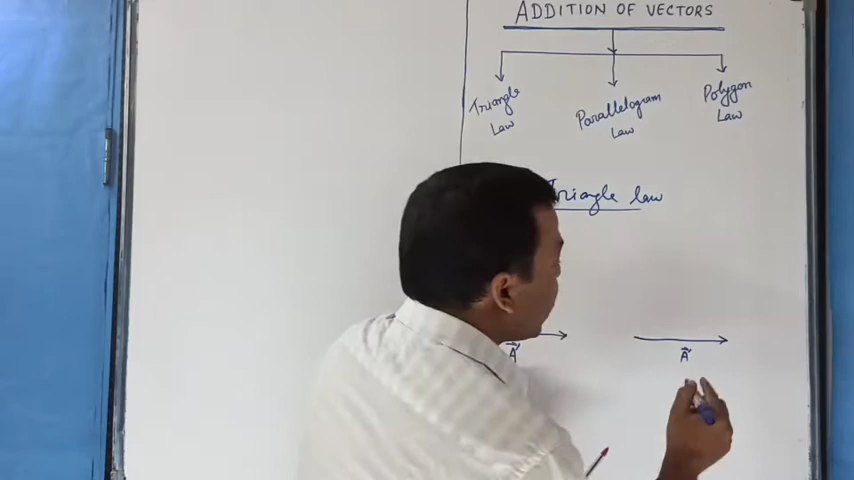 ADDITION OF VECTORS
Triangle Law
Parallelogram Law
Polygon Law
Triangle law
A
A